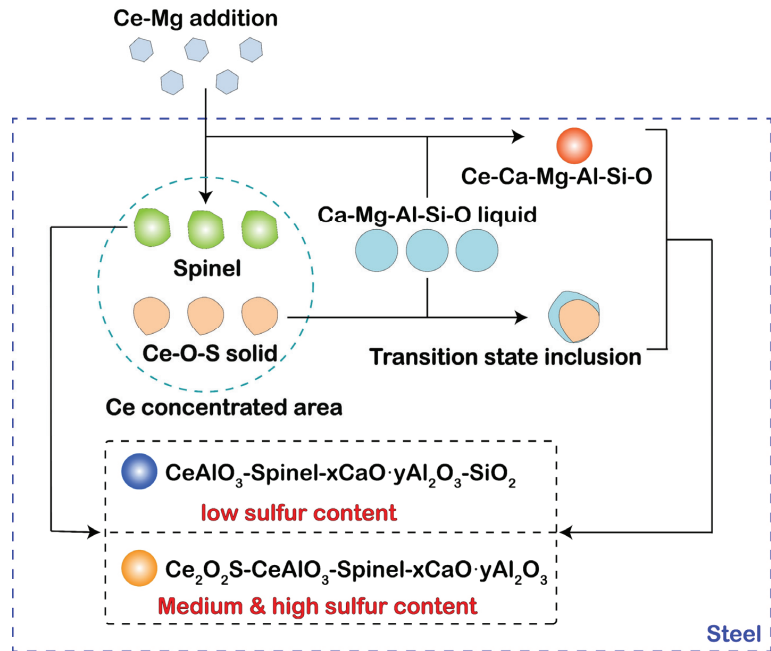 Ce-Mg addition
Ce-Ca-Mg-Al-Si-O
Ca-Mg-Al-Si-O liquid
Spinel
Ce-O-S solid
Transition state inclusion
Ce concentrated area
CeAlO₃-Spinel-xCaO·yAl₂O₃-SiO₂
low sulfur content
Ce₂O₂S-CeAlO₃-Spinel-xCaO·yAl₂O₃
Medium & high sulfur content
Steel